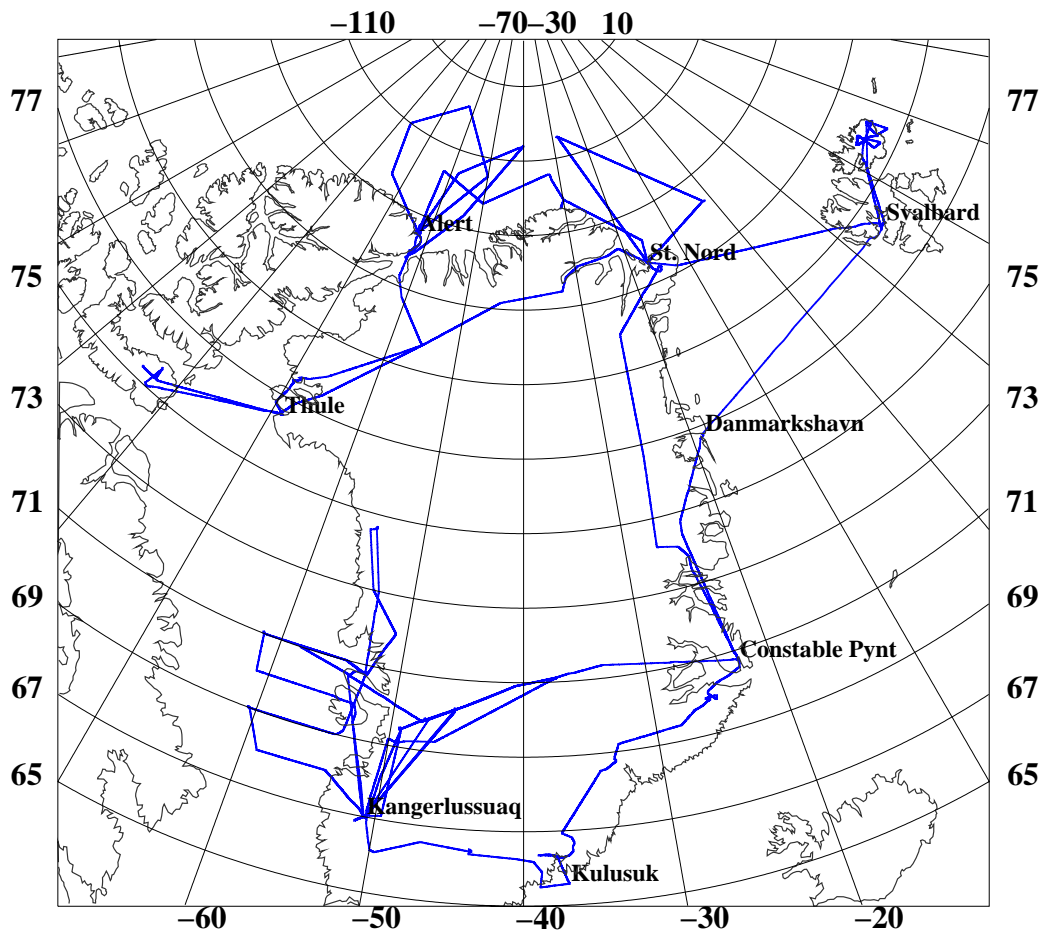 −110 −70−30 10
77 77
Svalbard
Alert
St. Nord
75 75
73 73
Thule
Danmarkshavn
71 71
69 69
Constable Pynt
67 67
65 65
Kangerlussuaq
Kulusuk
−60 −50 −40 −30 −20